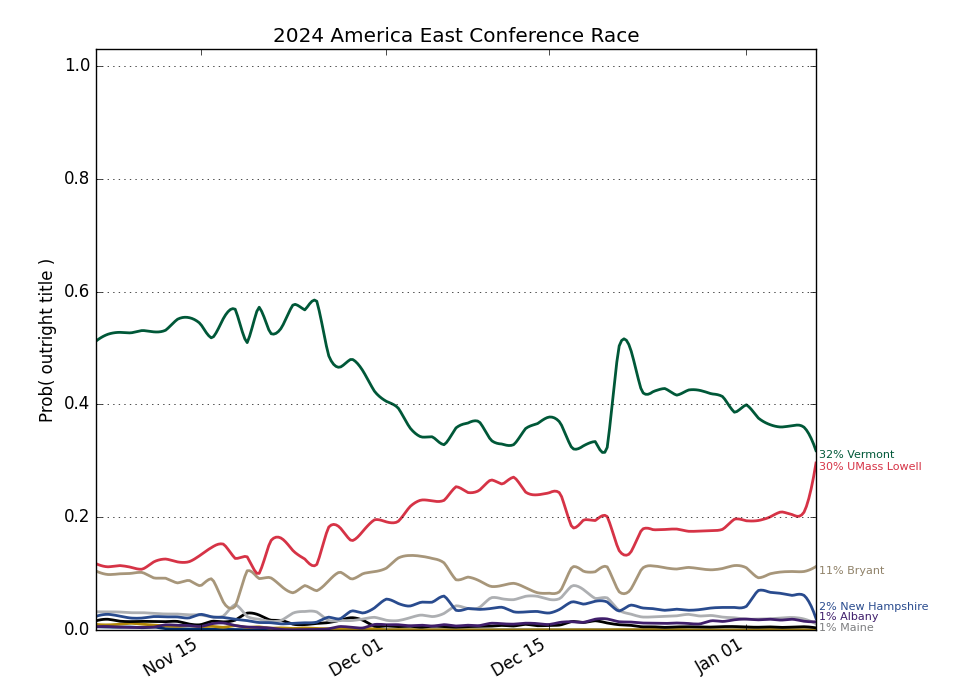 2024 America East Conference Race
1.0
0.8
0.6
0.4
0.2
0.0
Prob( outright title )
Nov 15
Dec 01
Dec 15
Jan 01
32% Vermont
30% UMass Lowell
11% Bryant
2% New Hampshire
1% Albany
1% Maine